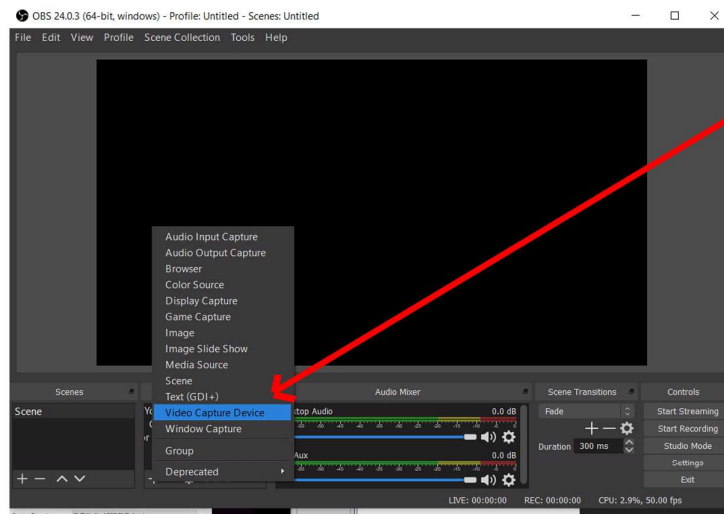 OBS 24.0.3 (64-bit, windows) - Profile: Untitled - Scenes: Untitled
File Edit View Profile Scene Collection Tools Help
Audio Input Capture
Audio Output Capture
Browser
Color Source
Display Capture
Game Capture
Image
Image Slide Show
Media Source
Scene
Text (GDI+)
Video Capture Device
Window Capture
Group
Deprecated
Scenes
Scene
Audio Mixer
ktop Audio 0.0 dB
Aux 0.0 dB
Scene Transitions
Fade
Duration 300 ms
Controls
Start Streaming
Start Recording
Studio Mode
Settings
Exit
LIVE: 00:00:00 REC: 00:00:00 CPU: 2.9%, 50.00 fps